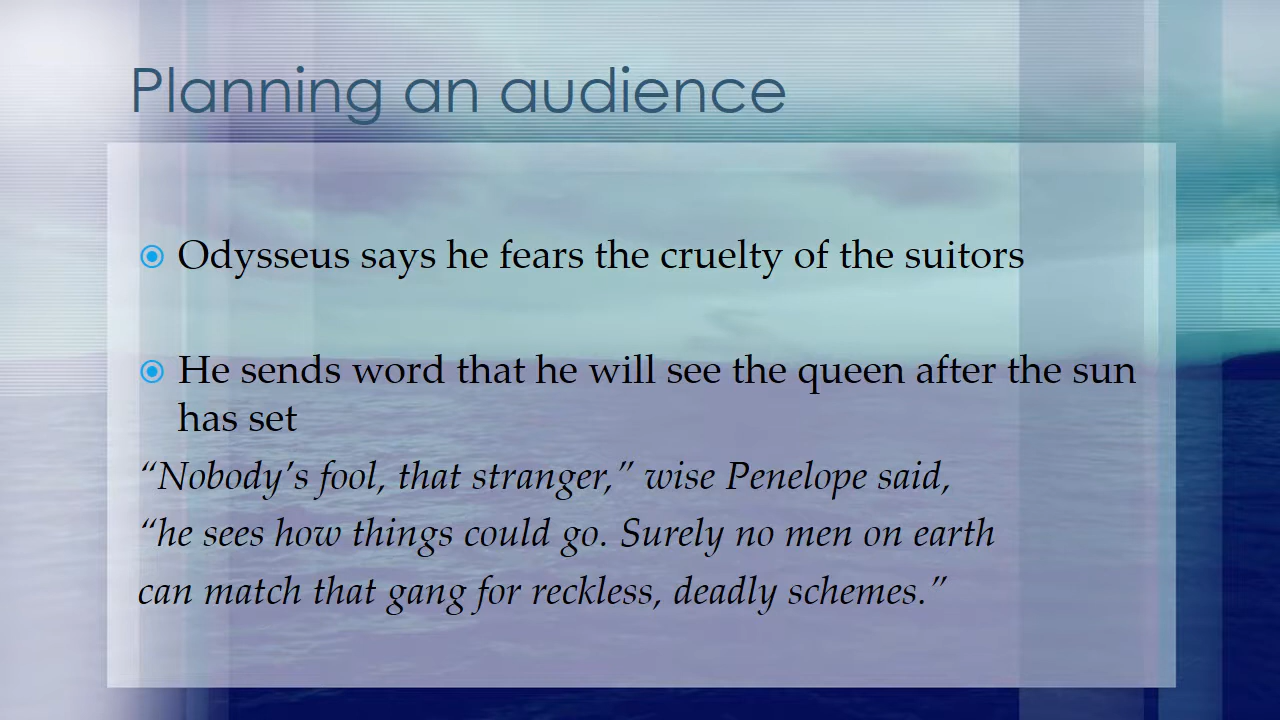 Planning an audience
Odysseus says he fears the cruelty of the suitors
He sends word that he will see the queen after the sun
has set
“Nobody’s fool, that stranger,” wise Penelope said,
“he sees how things could go. Surely no men on earth
can match that gang for reckless, deadly schemes.”